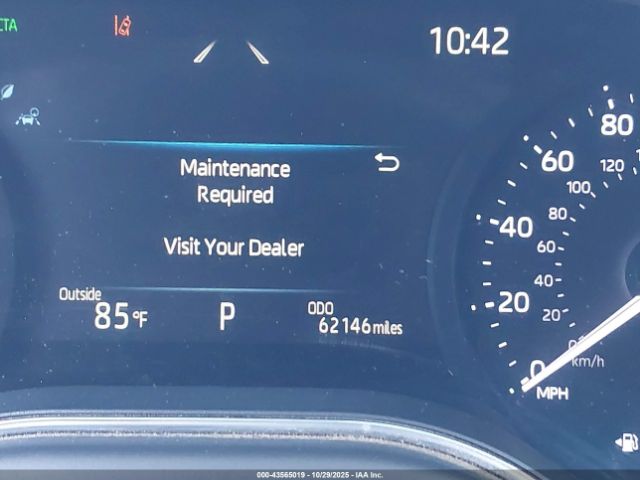 CTA
10:42
Maintenance
Required
Visit Your Dealer
Outside
85°F
P
ODO
62146 miles
80
60
40
20
0
MPH
120
100
80
60
40
20
km/h
000-43565019 - 10/29/2025 - IAA Inc.